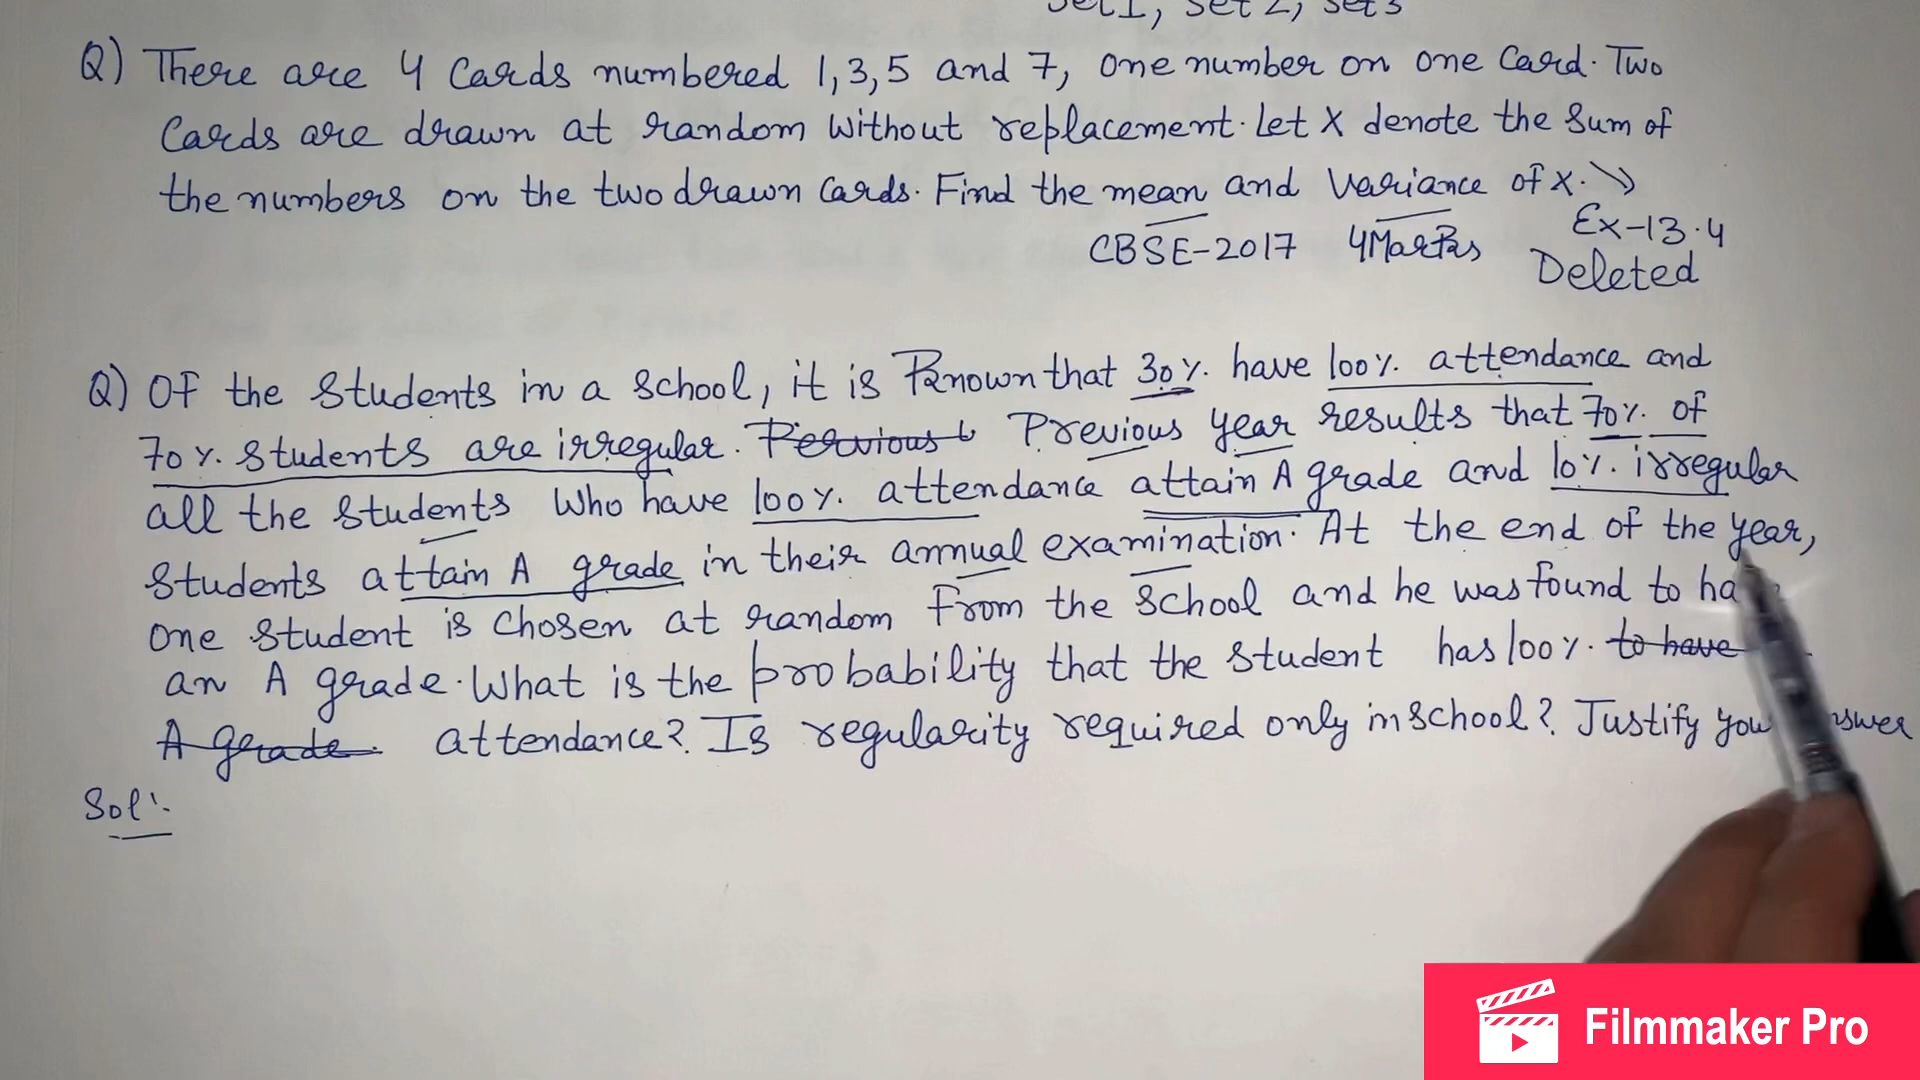 Set1, Set 2, Set3
Q) There are 4 Cards numbered 1, 3, 5 and 7, one number on one Card. Two
Cards are drawn at random Without replacement. Let X denote the Sum of
the numbers on the two drawn Cards. Find the mean and Variance of X.
CBSE-2017 4Marks Ex-13.4
Deleted
Q) Of the Students in a School, it is Known that 30%. have 100%. attendance and
70%. Students are irregular. Pervious Previous year results that 70%. of
all the Students Who have 100%. attendance attain A grade and 10%. irregular
Students attain A grade in their annual examination. At the end of the year,
One Student is Chosen at random From the School and he was found to ha
an A grade. What is the probability that the Student has 100%. to have
A grade. attendance? Is regularity required only in School? Justify you nswer
Sol':
Filmmaker Pro